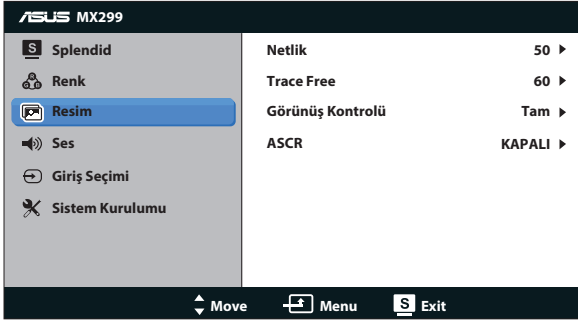 ASUS MX299
S Splendid
Renk
Resim
Ses
Giriş Seçimi
Sistem Kurulumu
Netlik 50
Trace Free 60
Görünüş Kontrolü Tam
ASCR KAPALI
Move Menu S Exit